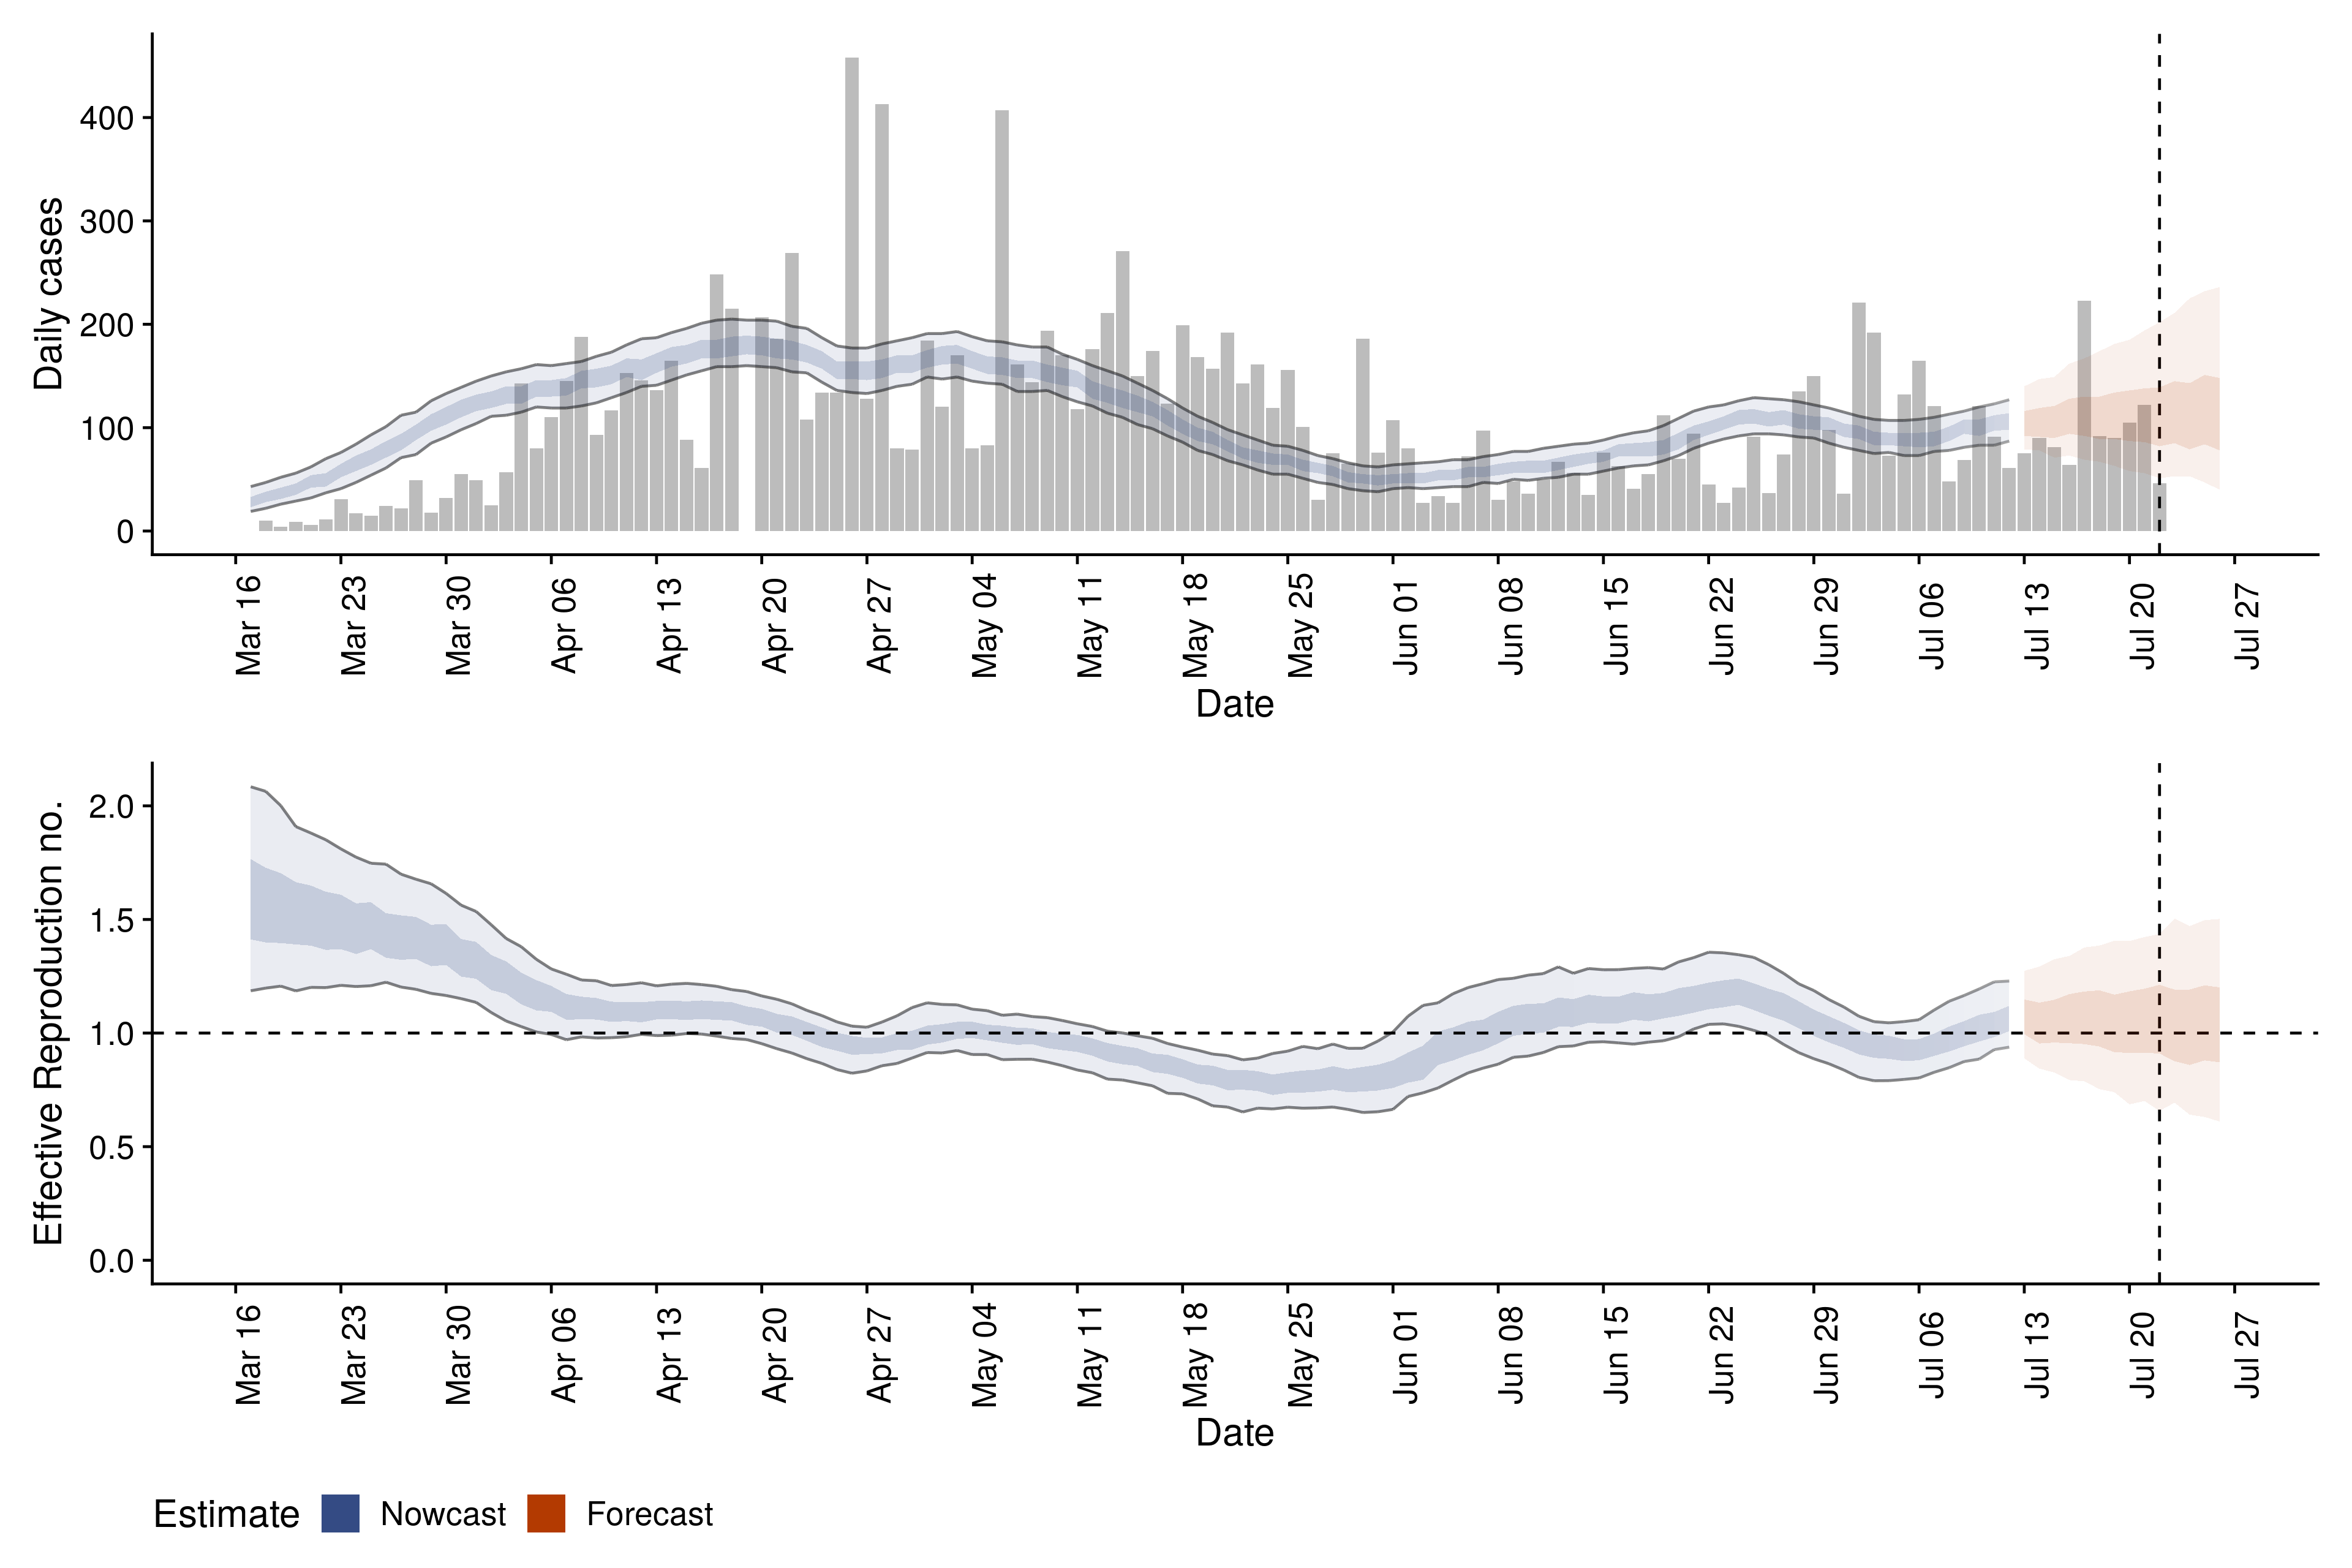 Daily cases
400
300
200
100
0
Mar 16
Mar 23
Mar 30
Apr 06
Apr 13
Apr 20
Apr 27
May 04
May 11
May 18
May 25
Jun 01
Jun 08
Jun 15
Jun 22
Jun 29
Jul 06
Jul 13
Jul 20
Jul 27
Date
Effective Reproduction no.
2.0
1.5
1.0
0.5
0.0
Mar 16
Mar 23
Mar 30
Apr 06
Apr 13
Apr 20
Apr 27
May 04
May 11
May 18
May 25
Jun 01
Jun 08
Jun 15
Jun 22
Jun 29
Jul 06
Jul 13
Jul 20
Jul 27
Date
Estimate Nowcast Forecast